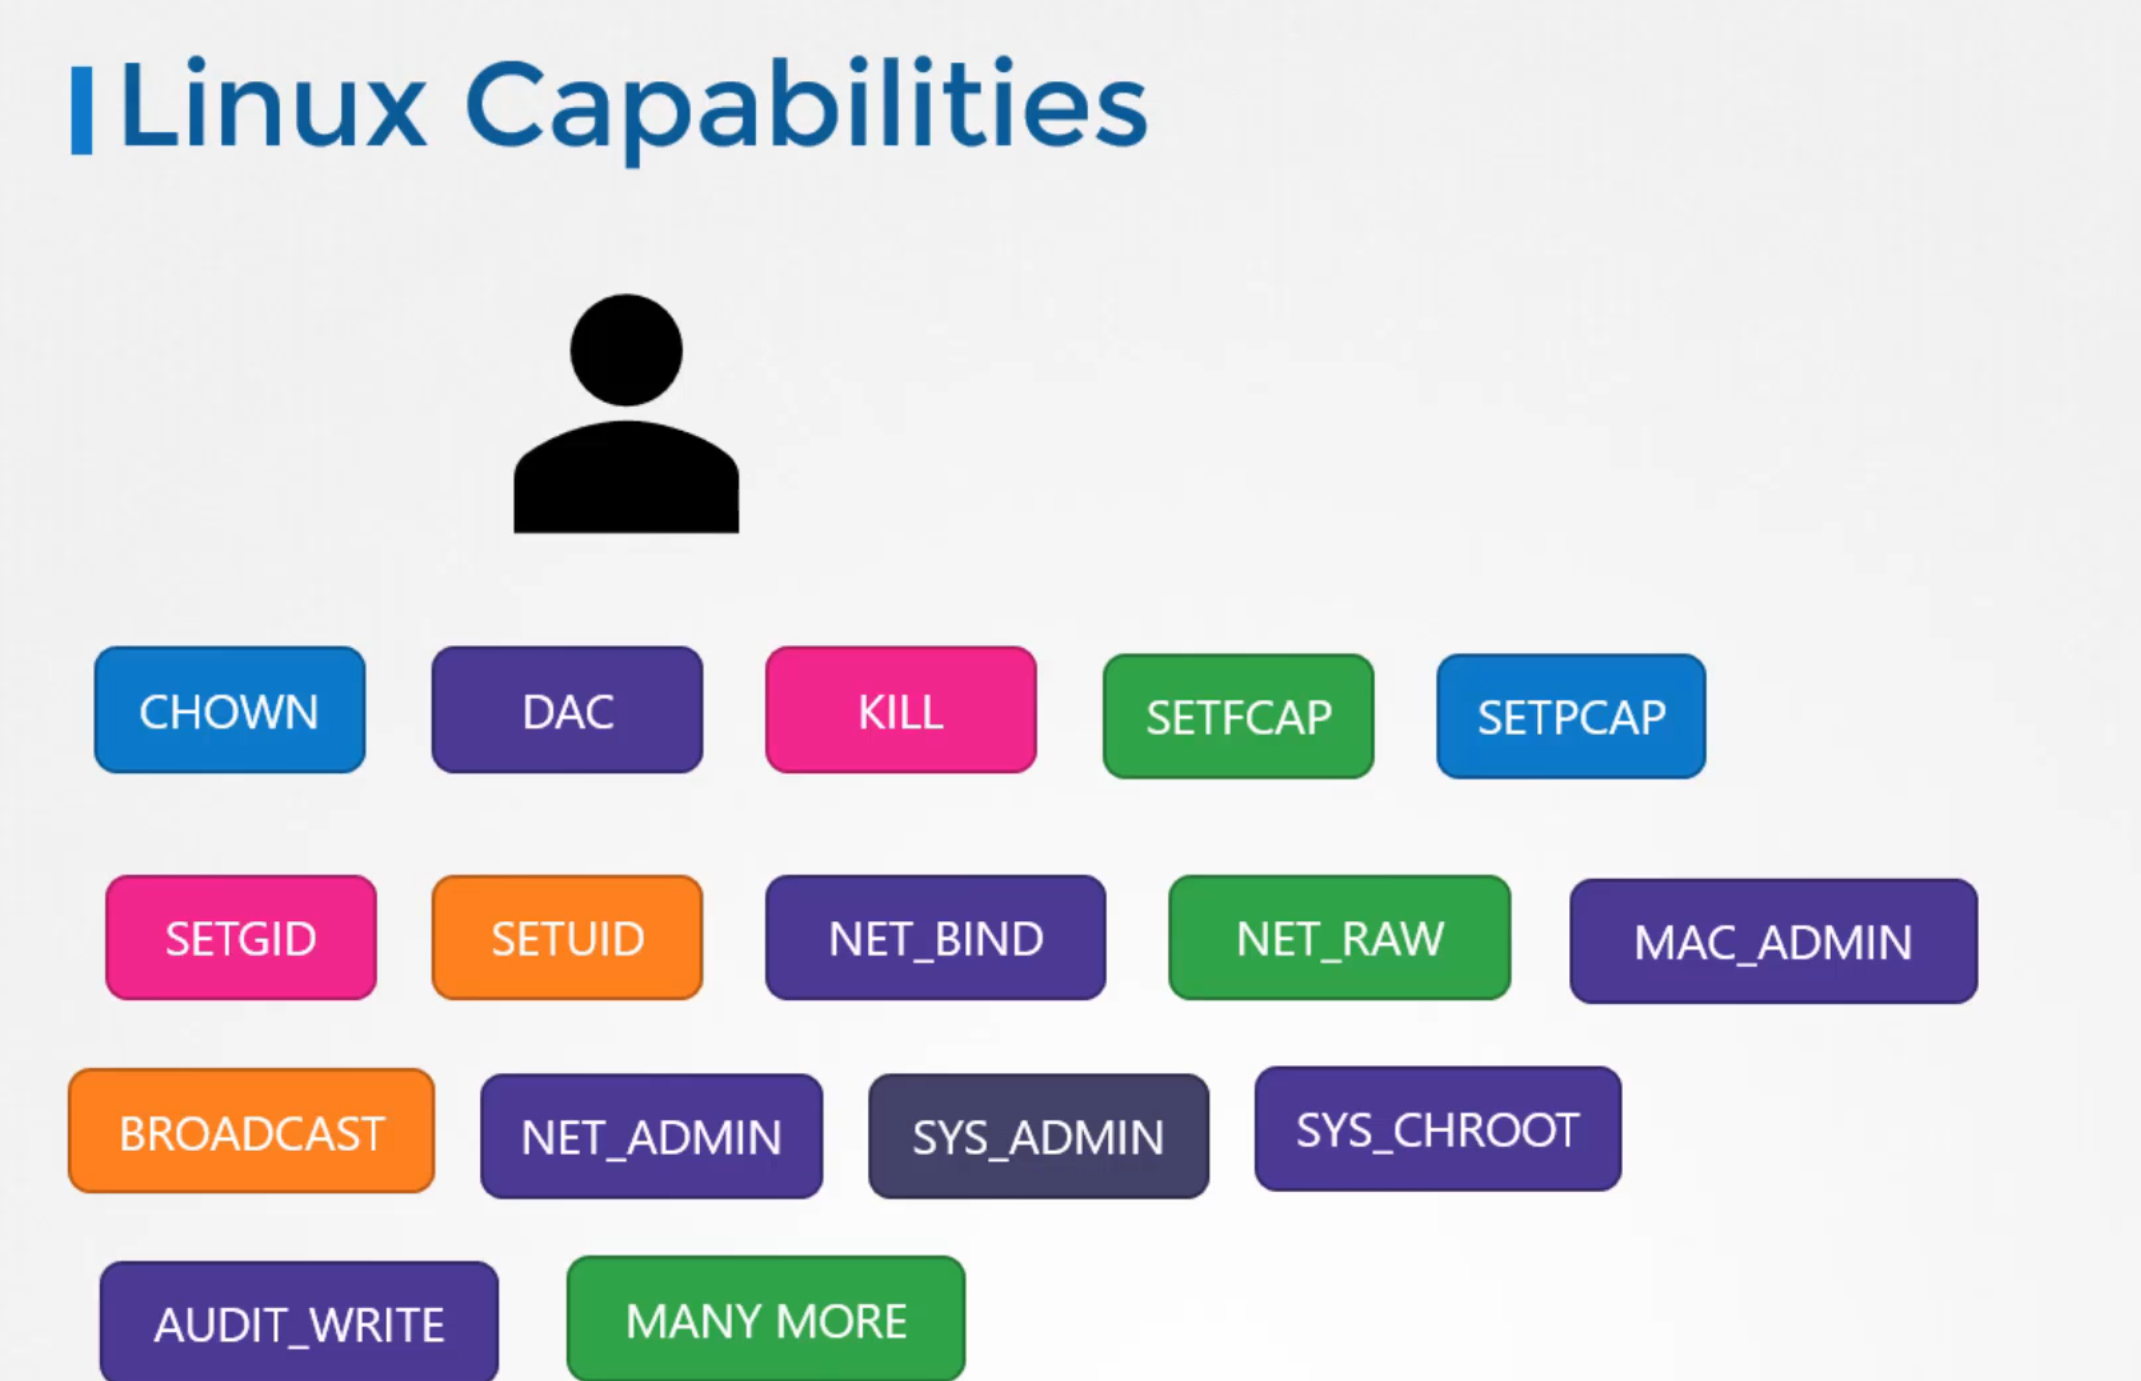 Linux Capabilities
CHOWN DAC KILL SETFCAP SETPCAP
SETGID SETUID NET_BIND NET_RAW MAC_ADMIN
BROADCAST NET_ADMIN SYS_ADMIN SYS_CHROOT
AUDIT_WRITE MANY MORE